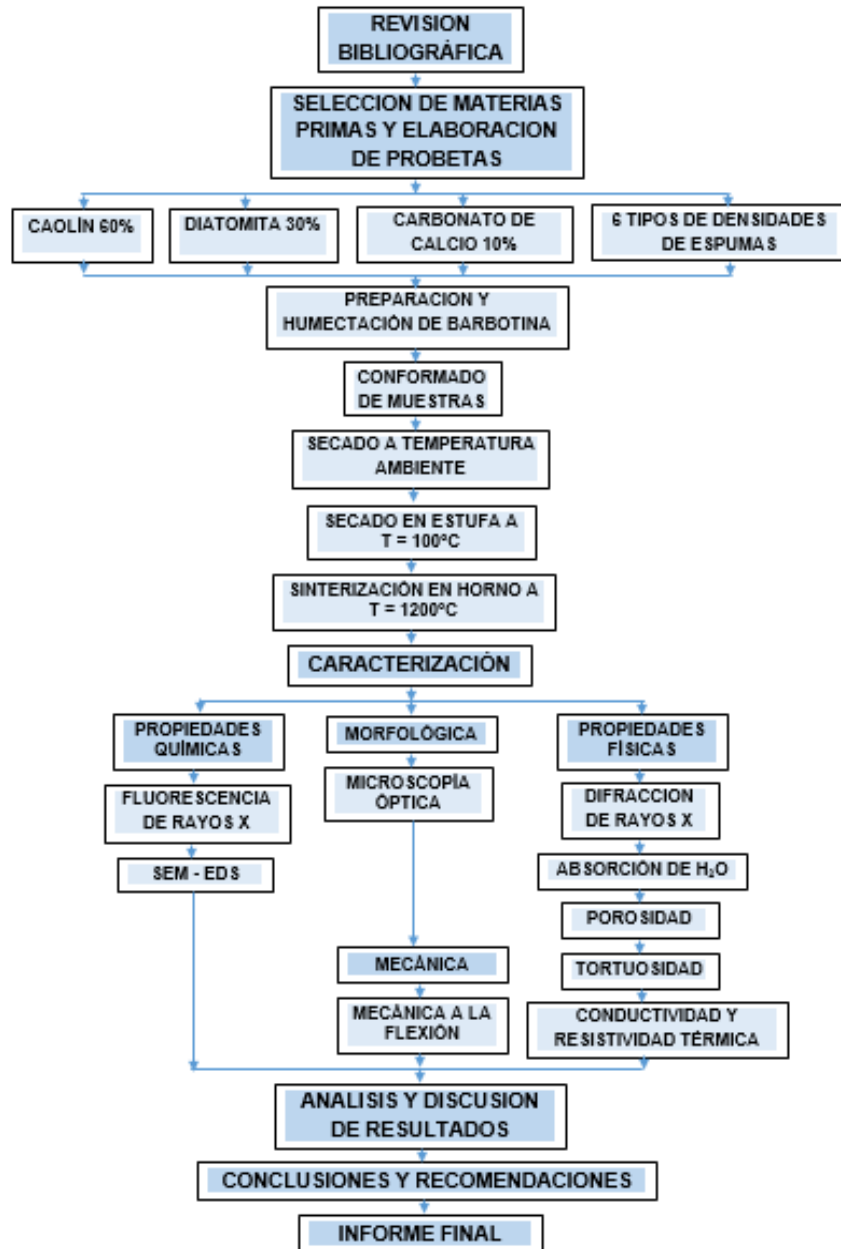 REVISION
BIBLIOGRÁFICA
SELECCION DE MATERIAS
PRIMAS Y ELABORACION
DE PROBETAS
CAOLÍN 60%
DIATOMITA 30%
CARBONATO DE
CALCIO 10%
6 TIPOS DE DENSIDADES
DE ESPUMAS
PREPARACION Y
HUMECTACIÓN DE BARBOTINA
CONFORMADO
DE MUESTRAS
SECADO A TEMPERATURA
AMBIENTE
SECADO EN ESTUFA A
T = 100°C
SINTERIZACIÓN EN HORNO A
T = 1200°C
CARACTERIZACIÓN
PROPIEDADES
QUÍMICAS
FLUORESCENCIA
DE RAYOS X
SEM - EDS
MORFOLÓGICA
MICROSCOPÍA
ÓPTICA
MECÁNICA
MECÁNICA A LA
FLEXIÓN
PROPIEDADES
FÍSICAS
DIFRACCION
DE RAYOS X
ABSORCIÓN DE H₂O
POROSIDAD
TORTUOSIDAD
CONDUCTIVIDAD Y
RESISTIVIDAD TÉRMICA
ANALISIS Y DISCUSION
DE RESULTADOS
CONCLUSIONES Y RECOMENDACIONES
INFORME FINAL